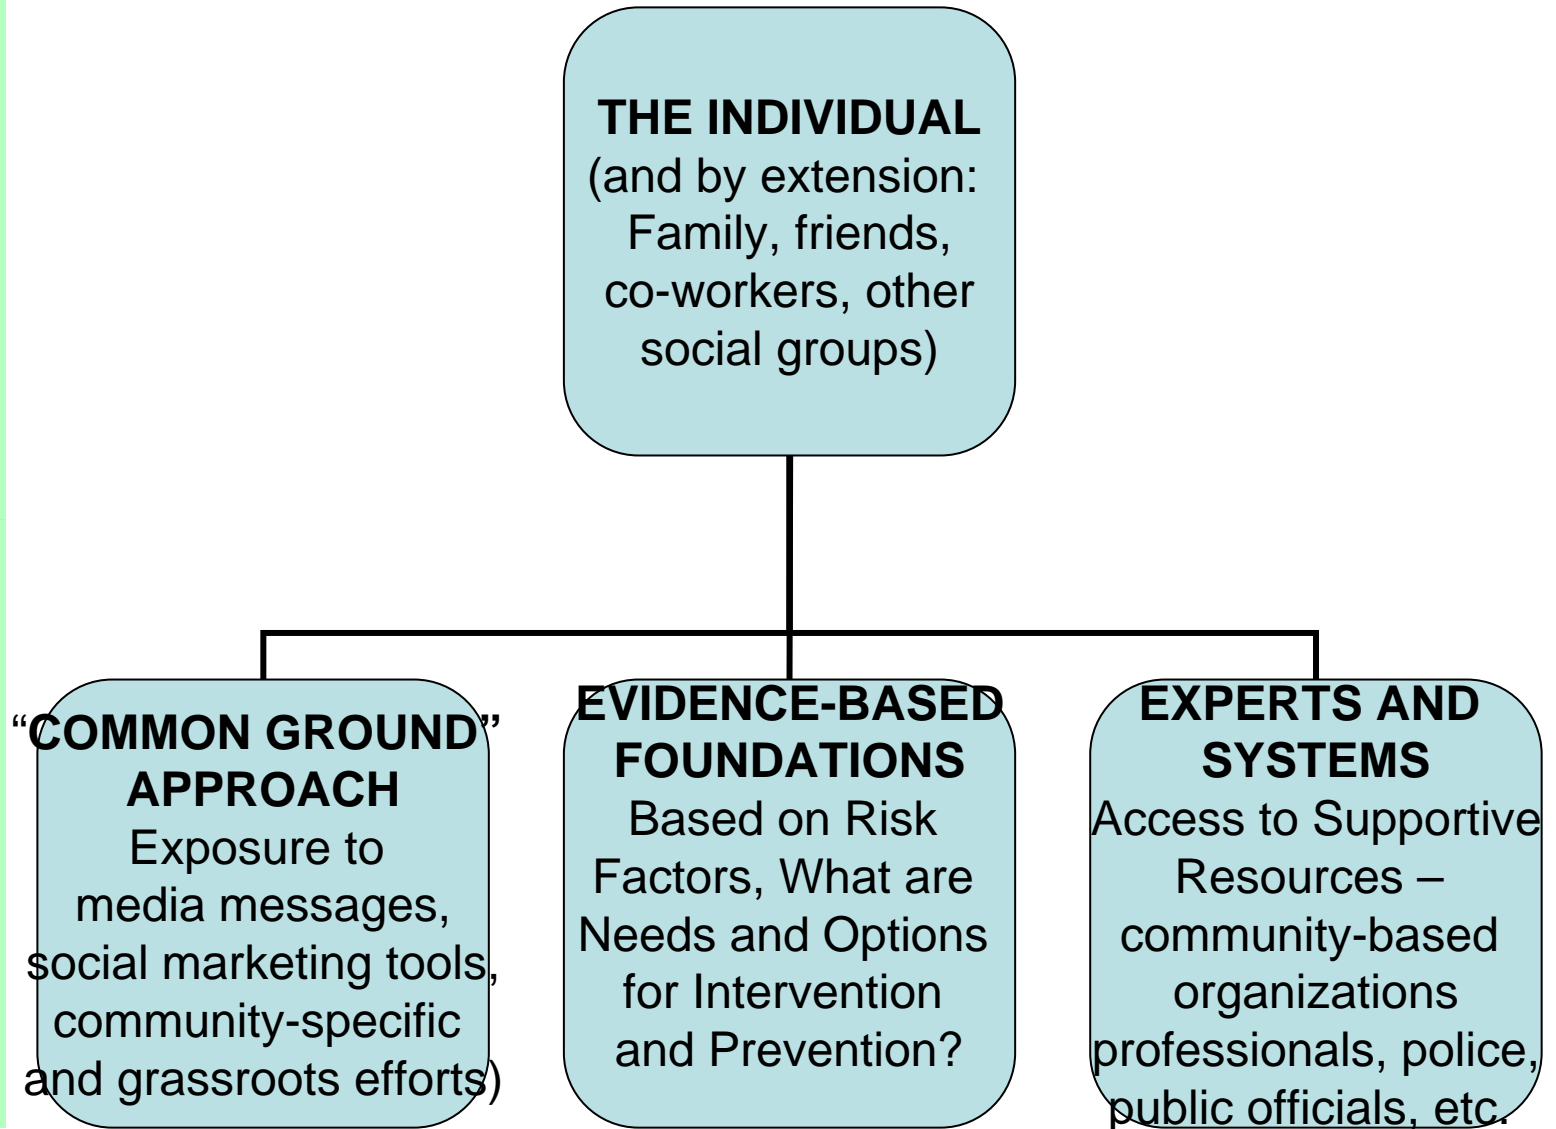 THE INDIVIDUAL
(and by extension:
Family, friends,
co-workers, other
social groups)
“COMMON GROUND”
APPROACH
Exposure to
media messages,
social marketing tools,
community-specific
and grassroots efforts)
EVIDENCE-BASED
FOUNDATIONS
Based on Risk
Factors, What are
Needs and Options
for Intervention
and Prevention?
EXPERTS AND
SYSTEMS
Access to Supportive
Resources –
community-based
organizations
professionals, police,
public officials, etc.